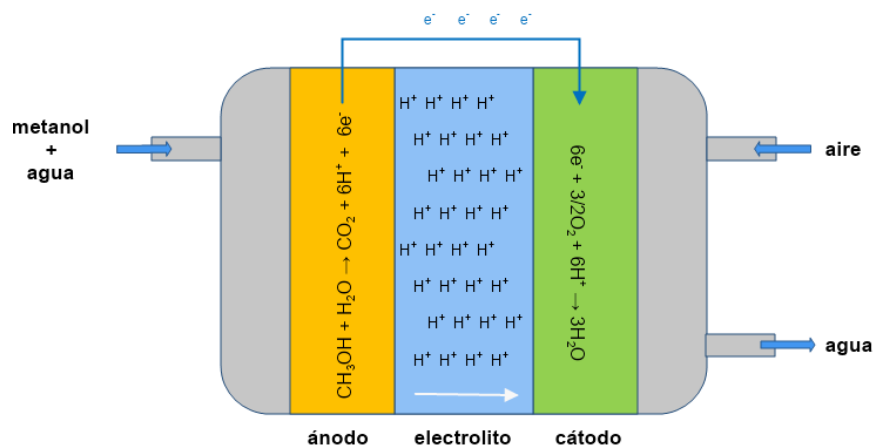 e⁻ e⁻ e⁻ e⁻
metanol
+
agua
CH₃OH + H₂O → CO₂ + 6H⁺ + 6e⁻
H⁺ H⁺ H⁺ H⁺
H⁺ H⁺ H⁺ H⁺
H⁺ H⁺ H⁺ H⁺
H⁺ H⁺ H⁺ H⁺
H⁺ H⁺ H⁺ H⁺
H⁺ H⁺ H⁺ H⁺
H⁺ H⁺ H⁺ H⁺
H⁺ H⁺ H⁺ H⁺
6e⁻ + 3/2O₂ + 6H⁺ → 3H₂O
aire
agua
ánodo
electrolito
cátodo